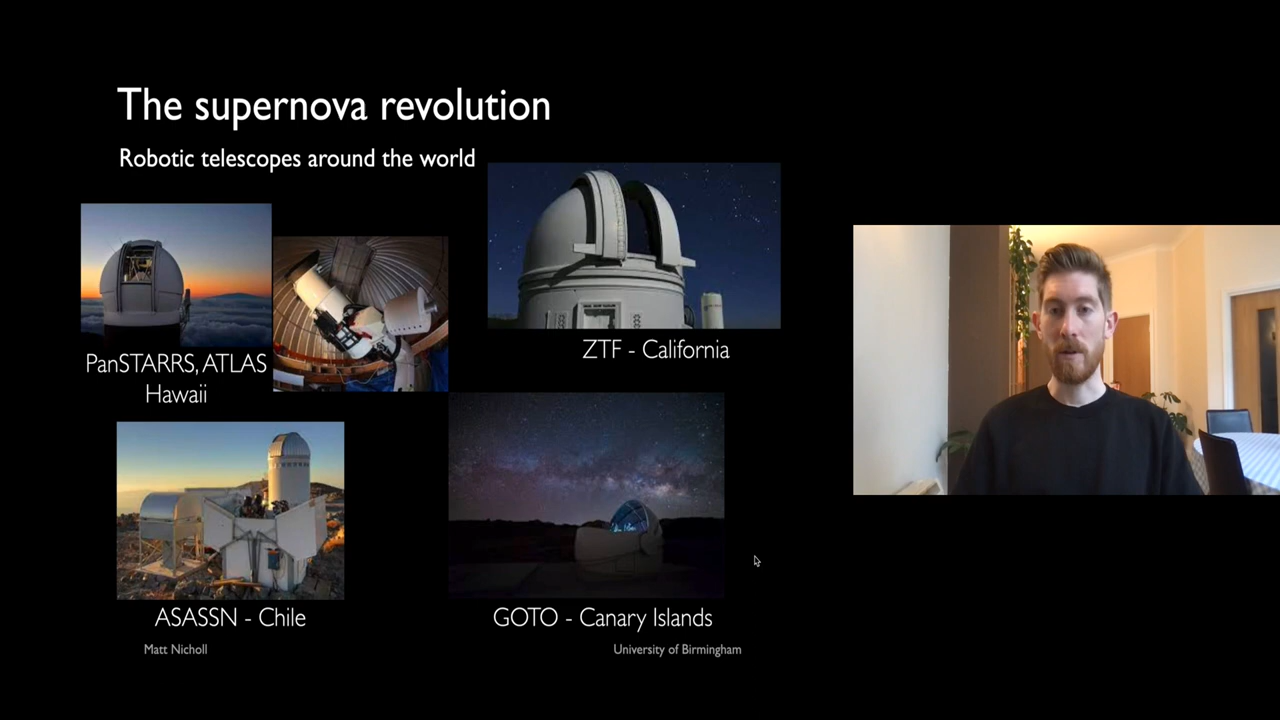 The supernova revolution
Robotic telescopes around the world
PanSTARRS, ATLAS
Hawaii
ZTF - California
ASASSN - Chile
GOTO - Canary Islands
Matt Nicholl
University of Birmingham